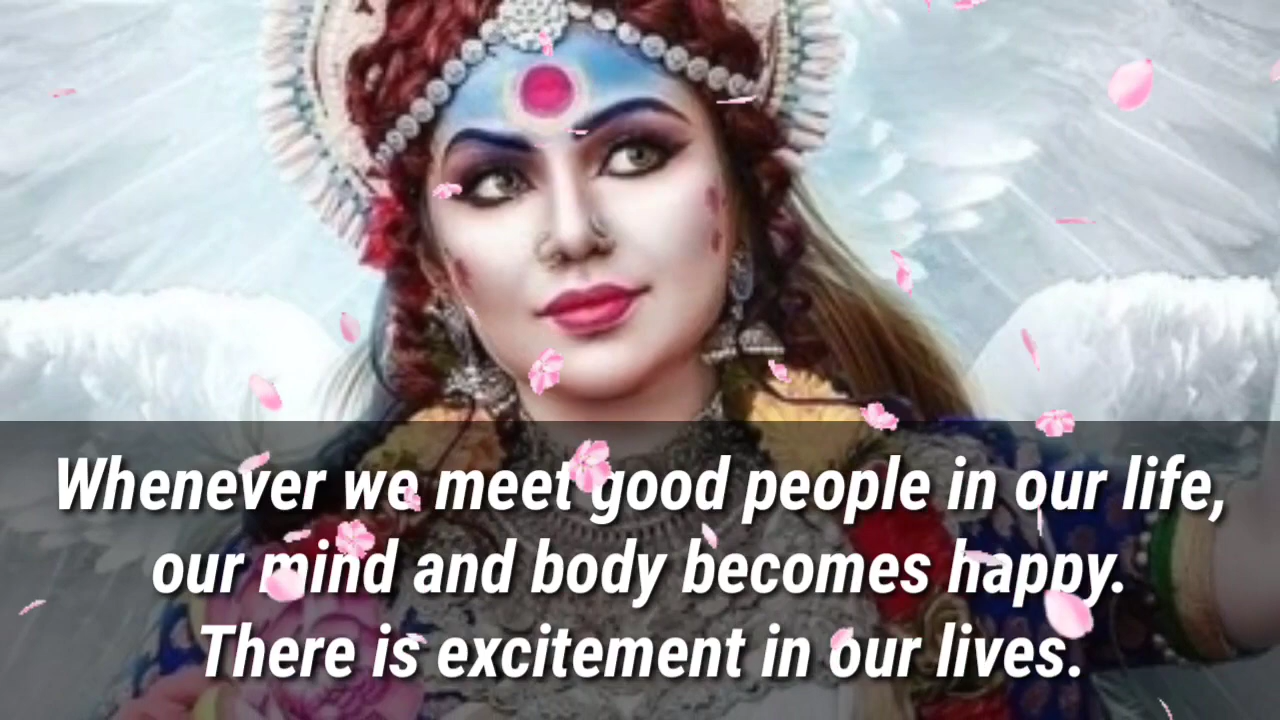 Whenever we meet good people in our life,
our mind and body becomes happy.
There is excitement in our lives.